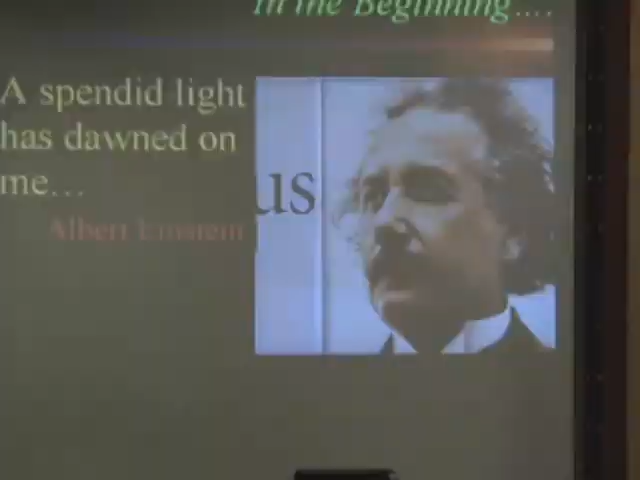 In the Beginning....
A spendid light
has dawned on
me...
us
Albert Einstein